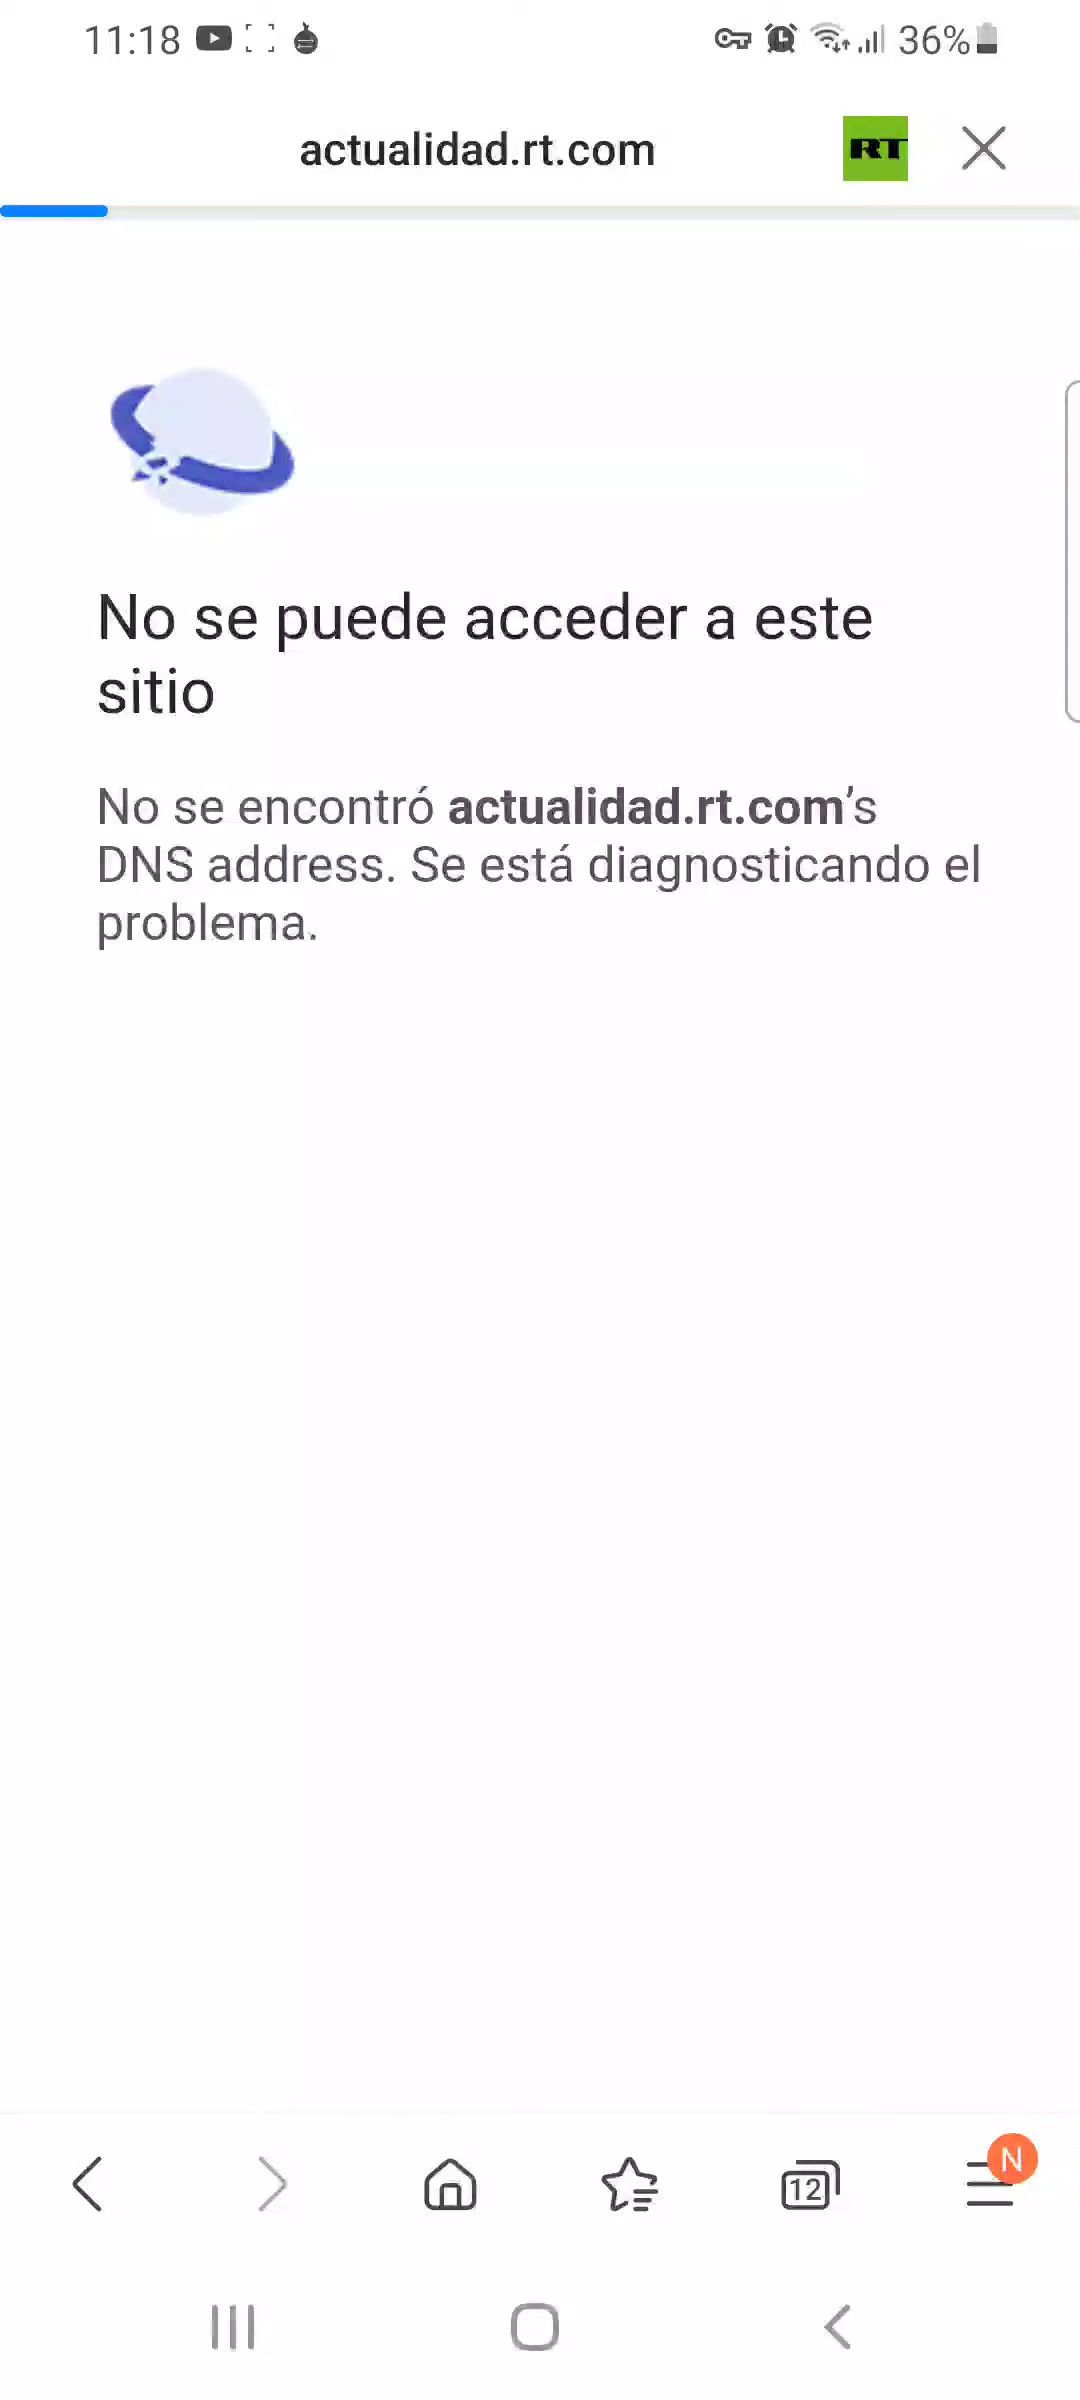 11:18
36%
actualidad.rt.com
RT
No se puede acceder a este
sitio
No se encontró actualidad.rt.com's
DNS address. Se está diagnosticando el
problema.
12
N